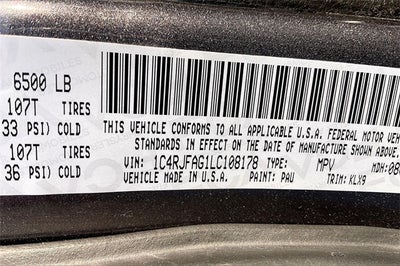 6500 LB
107T TIRES
33 PSI) COLD
107T TIRES
36 PSI) COLD
THIS VEHICLE CONFORMS TO ALL APPLICABLE U.S.A. FEDERAL MOTOR VEH
STANDARDS IN EFFECT ON THE DATE OF MANUFACTURE SHOWN ABOVE.
VIN: 1C4RJFAG1LC108178 TYPE: MPV MDH:08
VEHICLE MADE IN U.S.A. PAINT: PAU TRIM: KLX9